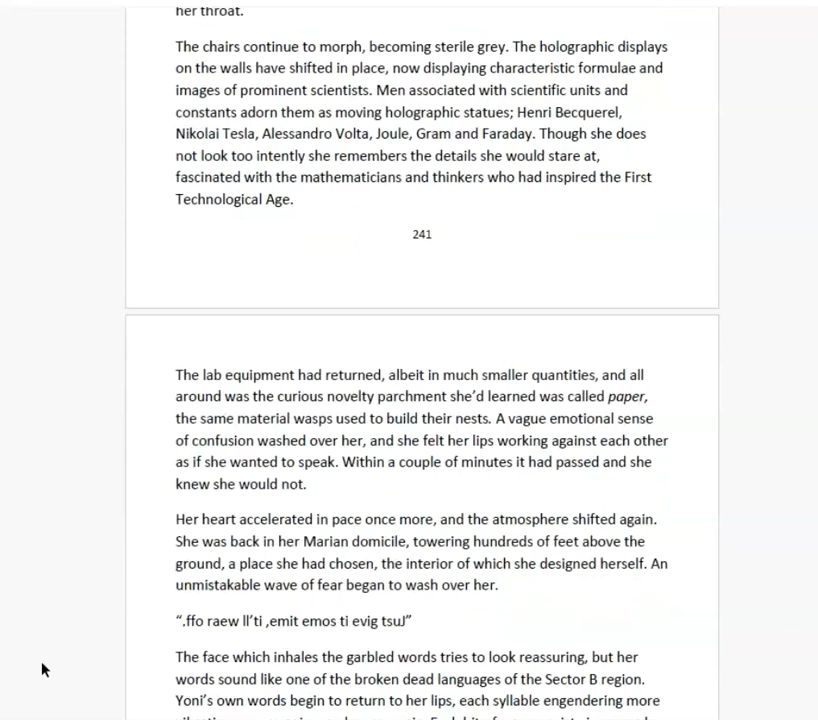 her throat.
The chairs continue to morph, becoming sterile grey. The holographic displays
on the walls have shifted in place, now displaying characteristic formulae and
images of prominent scientists. Men associated with scientific units and
constants adorn them as moving holographic statues; Henri Becquerel,
Nikolai Tesla, Alessandro Volta, Joule, Gram and Faraday. Though she does
not look too intently she remembers the details she would stare at,
fascinated with the mathematicians and thinkers who had inspired the First
Technological Age.
241
The lab equipment had returned, albeit in much smaller quantities, and all
around was the curious novelty parchment she’d learned was called paper,
the same material wasps used to build their nests. A vague emotional sense
of confusion washed over her, and she felt her lips working against each other
as if she wanted to speak. Within a couple of minutes it had passed and she
knew she would not.
Her heart accelerated in pace once more, and the atmosphere shifted again.
She was back in her Marian domicile, towering hundreds of feet above the
ground, a place she had chosen, the interior of which she designed herself. An
unmistakable wave of fear began to wash over her.
“.ffo raew ll’ti ,emit emos ti evig tsuJ”
The face which inhales the garbled words tries to look reassuring, but her
words sound like one of the broken dead languages of the Sector B region.
Yoni’s own words begin to return to her lips, each syllable engendering more